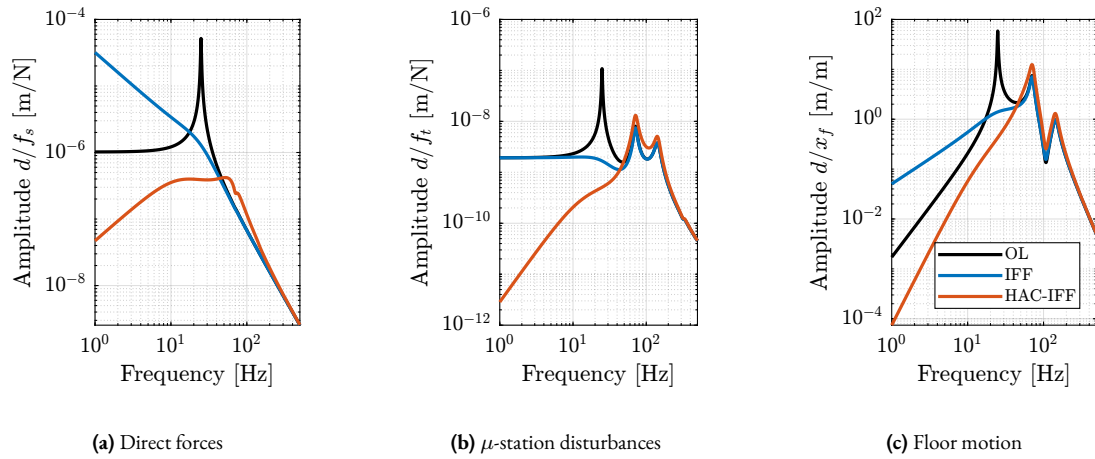 Amplitude d/f_s [m/N]
10^{-4}
10^{-6}
10^{-8}
10^0
10^1
10^2
Frequency [Hz]
(a) Direct forces
Amplitude d/f_t [m/N]
10^{-6}
10^{-8}
10^{-10}
10^{-12}
10^0
10^1
10^2
Frequency [Hz]
(b) μ-station disturbances
Amplitude d/x_f [m/m]
10^2
10^0
10^{-2}
10^{-4}
OL
IFF
HAC-IFF
10^0
10^1
10^2
Frequency [Hz]
(c) Floor motion